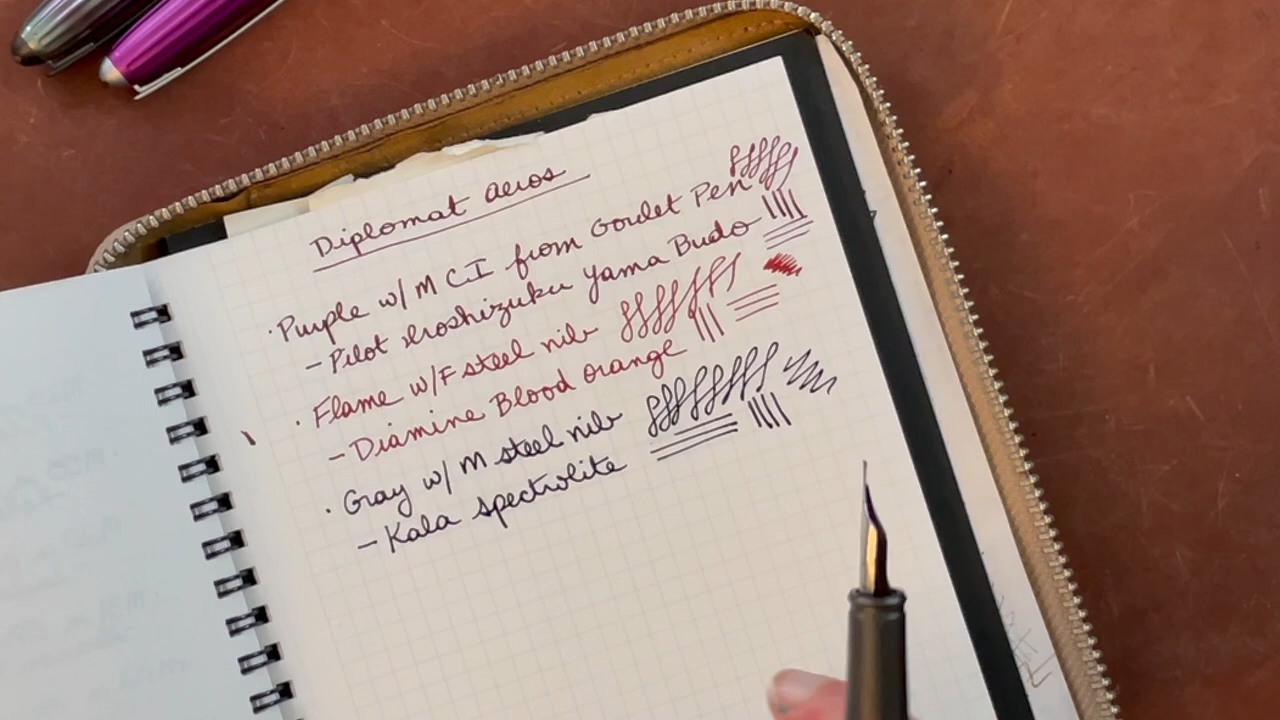 Diplomat Aeros
· Purple w/ M C.I from Goulet Pen
- Pilot Iroshizuku Yama Budo
· Flame w/F steel nib
- Diamine Blood orange
· Gray w/ M steel nib
- Kala Spectrolite